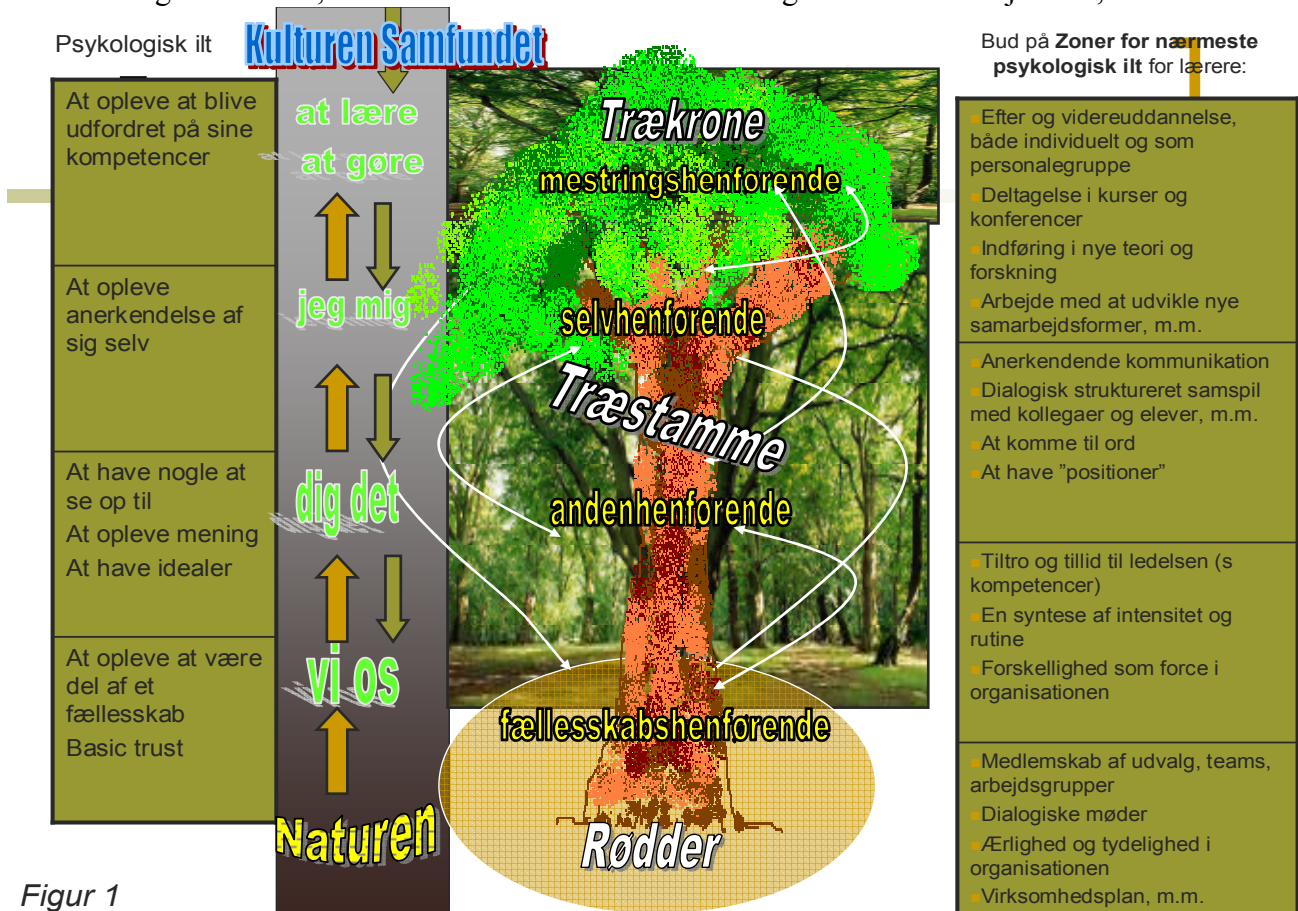 Psykologisk ilt
At opleve at blive
udfordret på sine
kompetencer
At opleve
anerkendelse af
sig selv
At have nogle at
se op til
At opleve mening
At have idealer
At opleve at være
del af et
fællesskab
Basic trust
Kulturen Samfundet
at lære
at gøre
jeg mig
dig det
vi os
Naturen
Trækrone
mestringshenførende
selvhenførende
Træstamme
andenhenførende
fællesskabshenførende
Rødder
Bud på Zoner for nærmeste
psykologisk ilt for lærere:
Efter og videreuddannelse,
både individuelt og som
personalegruppe
Deltagelse i kurser og
konferencer
Indføring i nye teori og
forskning
Arbejde med at udvikle nye
samarbejdsformer, m.m.
Anerkendende kommunikation
Dialogisk struktureret samspil
med kollegaer og elever, m.m.
At komme til ord
At have ”positioner”
Tiltro og tillid til ledelsen (s
kompetencer)
En syntese af intensitet og
rutine
Forskellighed som force i
organisationen
Medlemskab af udvalg, teams,
arbejdsgrupper
Dialogiske møder
Ærlighed og tydelighed i
organisationen
Virksomhedsplan, m.m.
Figur 1